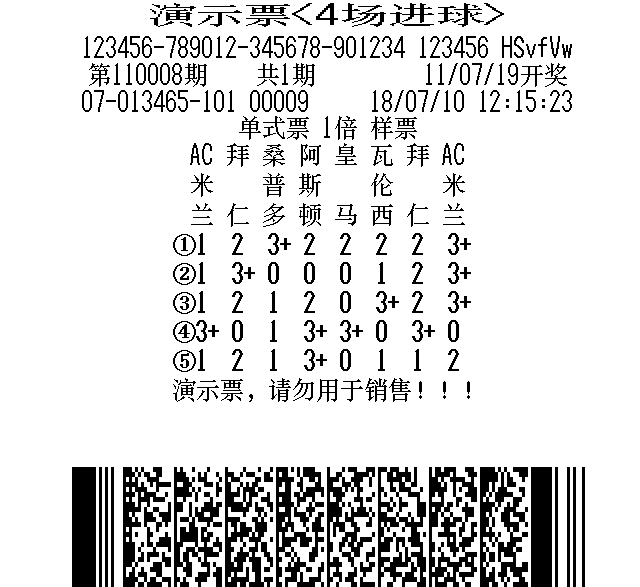 演示票<4场进球>
123456-789012-345678-901234 123456 HSvfVw
第110008期 共1期 11/07/19开奖
07-013465-101 00009 18/07/10 12:15:23
单式票 1倍 样票
AC 拜 桑 阿 皇 瓦 拜 AC
米 普 斯 伦 米
兰 仁 多 顿 马 西 仁 兰
①1 2 3+ 2 2 2 2 3+
②1 3+ 0 0 0 1 2 3+
③1 2 1 2 0 3+ 2 3+
④3+ 0 1 3+ 3+ 0 3+ 0
⑤1 2 1 3+ 0 1 1 2
演示票，请勿用于销售！！！